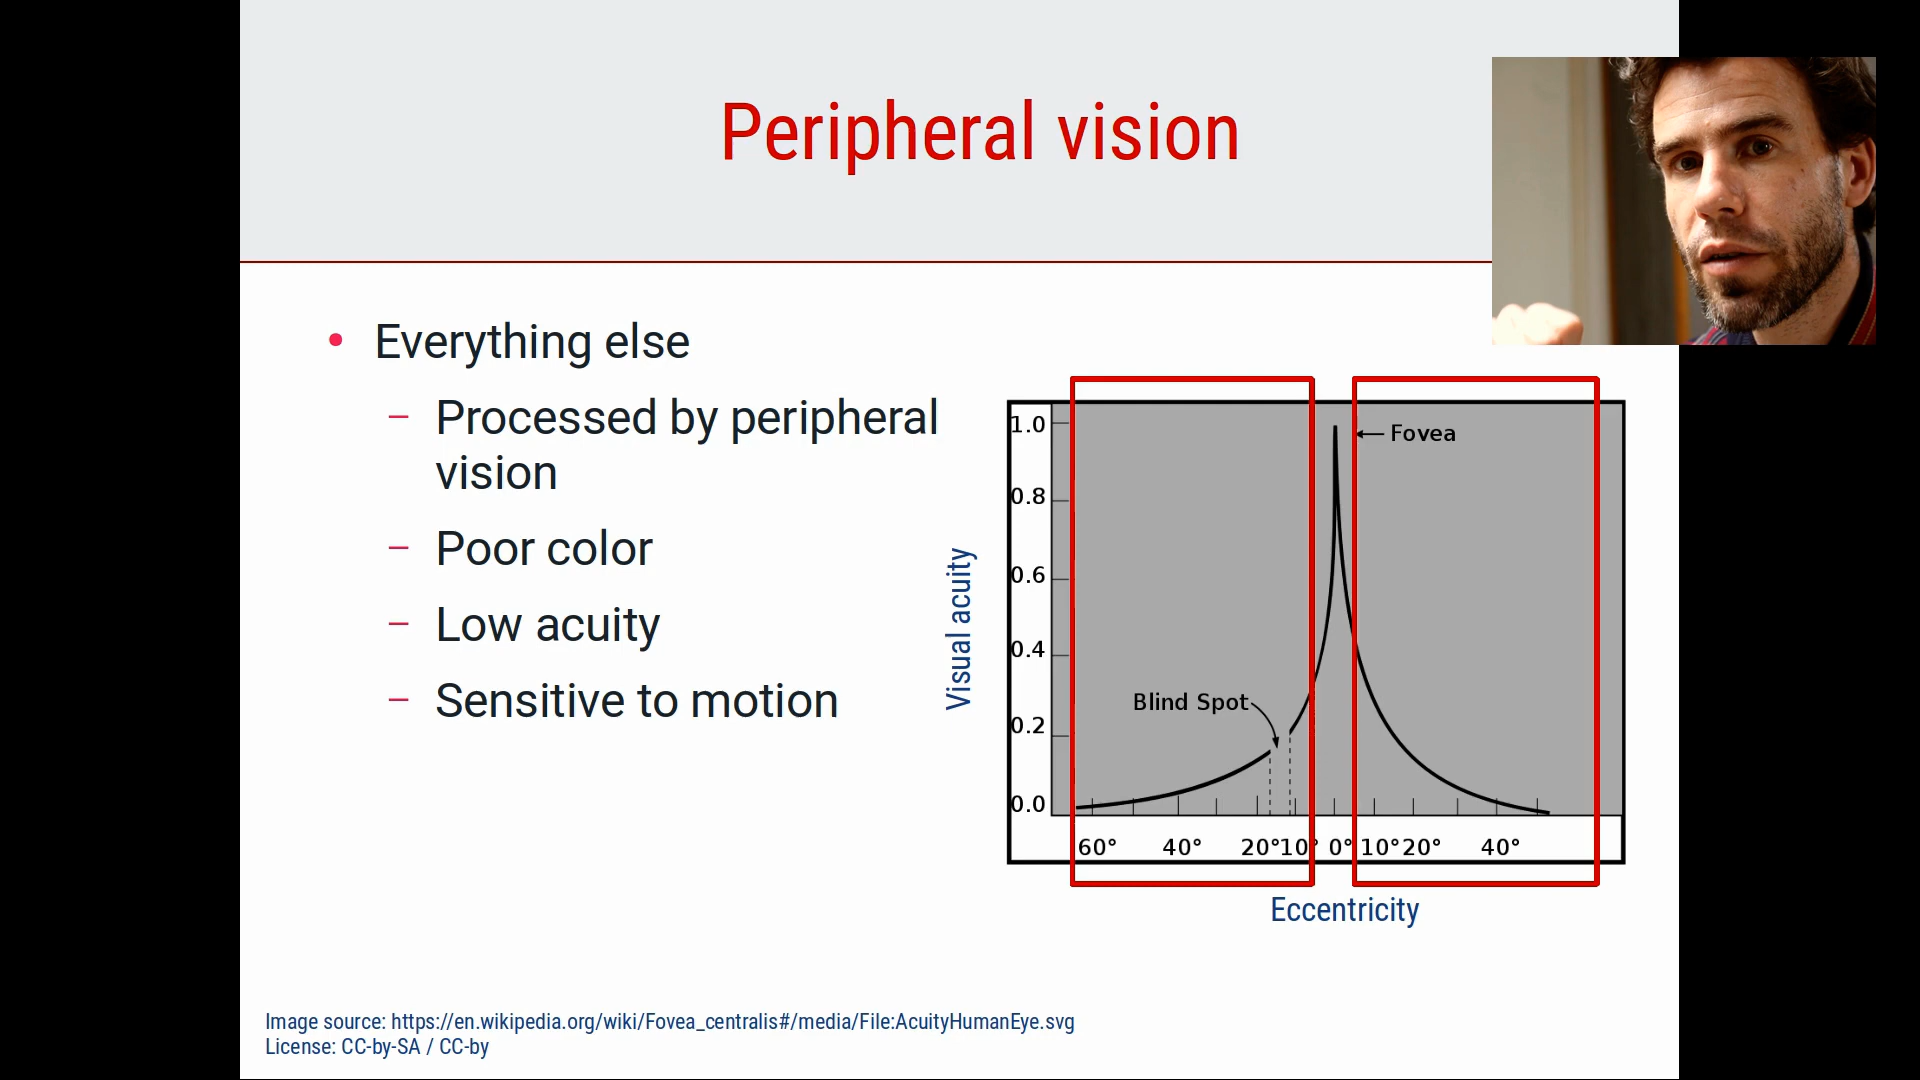 Peripheral vision
• Everything else
– Processed by peripheral
vision
– Poor color
– Low acuity
– Sensitive to motion
Visual acuity
1.0
0.8
0.6
0.4
0.2
0.0
Fovea
Blind Spot
60° 40° 20° 10° 0° 10° 20° 40°
Eccentricity
Image source: https://en.wikipedia.org/wiki/Fovea_centralis#/media/File:AcuityHumanEye.svg
License: CC-by-SA / CC-by